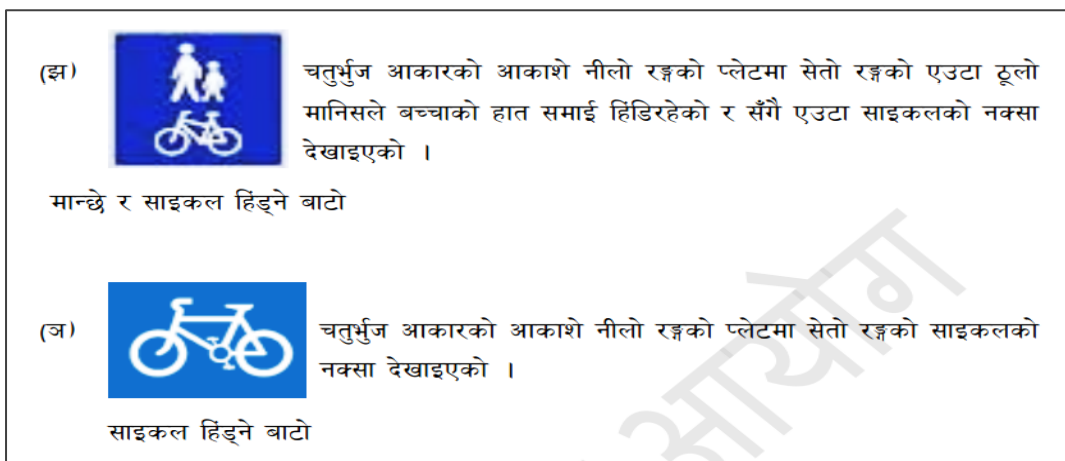 (झ) चतुर्भुज आकारको आकाशे नीलो रङ्गको प्लेटमा सेतो रङ्गको एउटा ठूलो
मानिसले बच्चाको हात समाई हिंडिरहेको र सँगै एउटा साइकलको नक्सा
देखाइएको ।
मान्छे र साइकल हिंड्ने बाटो
(ञ) चतुर्भुज आकारको आकाशे नीलो रङ्गको प्लेटमा सेतो रङ्गको साइकलको
नक्सा देखाइएको ।
साइकल हिंड्ने बाटो
आयोग